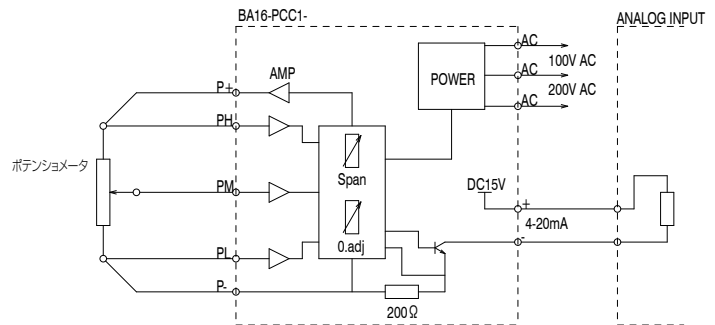 BA16-PCC1-
ANALOG INPUT
P+
AMP
POWER
AC
100V AC
AC
200V AC
AC
PH
ポテンショメータ
PM
Span
DC15V
+
4-20mA
-
PL
0.adj
P-
200Ω